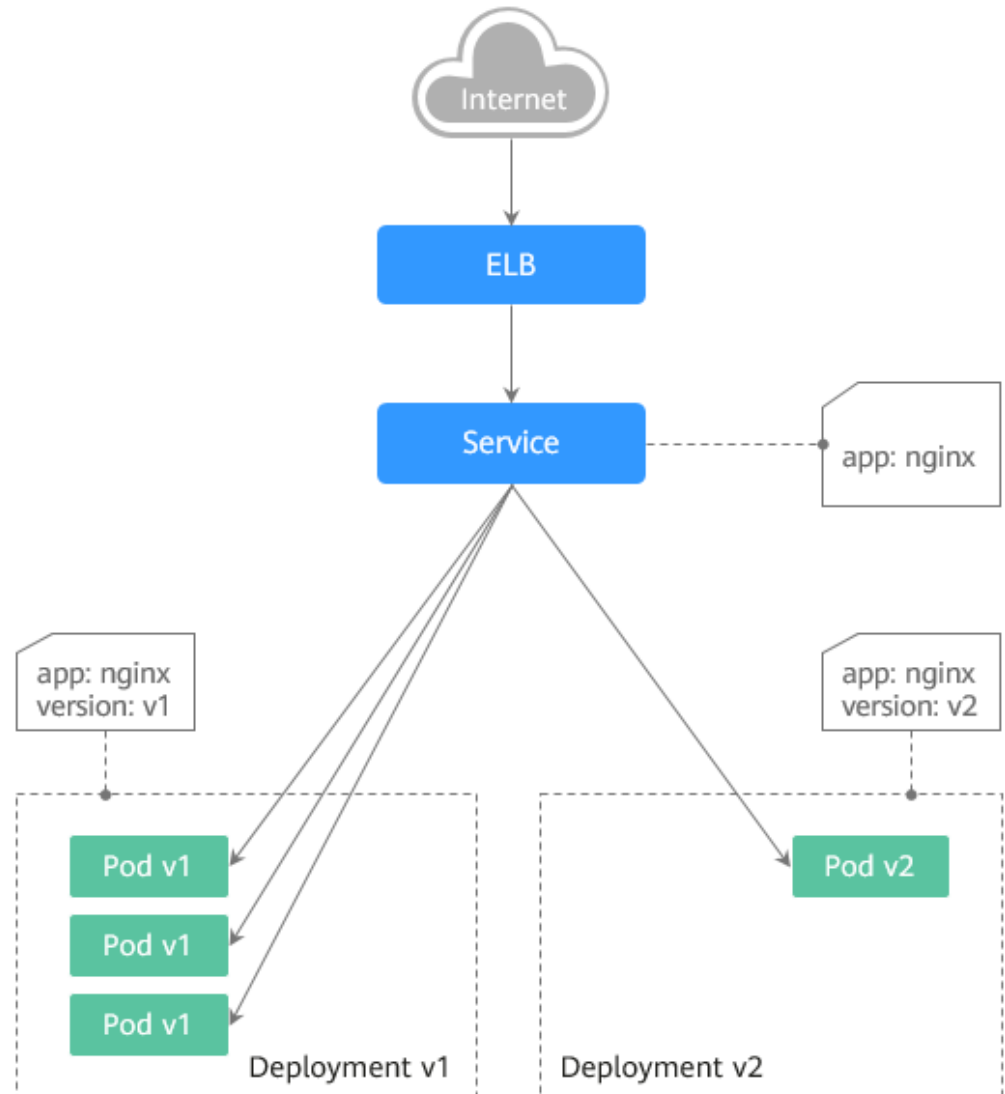 Internet
ELB
Service
app: nginx
app: nginx
version: v1
app: nginx
version: v2
Pod v1
Pod v2
Pod v1
Pod v1
Deployment v1
Deployment v2